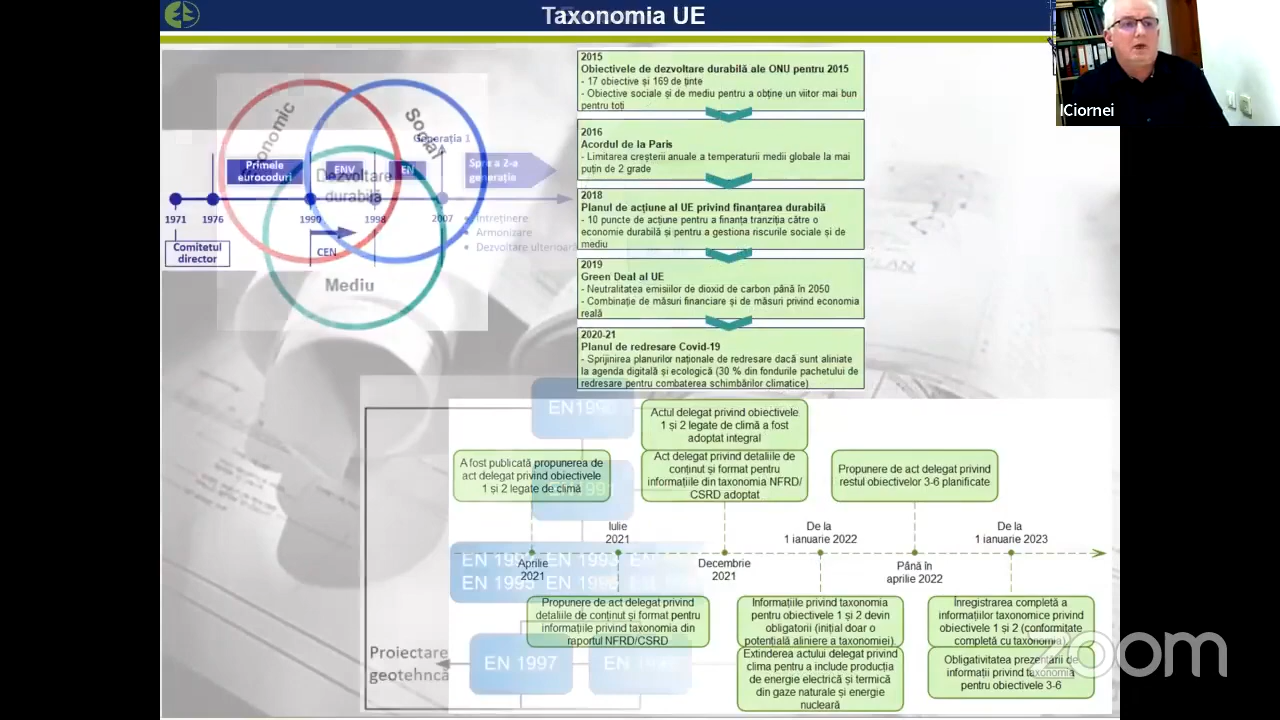 Taxonomia UE
ICiornei
2015
Obiectivele de dezvoltare durabilă ale ONU pentru 2015
- 17 obiective și 169 de ținte
- Obiective sociale și de mediu pentru a obține un viitor mai bun
pentru toți
2016
Acordul de la Paris
- Limitarea creșterii anuale a temperaturii medii globale la mai
puțin de 2 grade
2018
Planul de acțiune al UE privind finanțarea durabilă
- 10 puncte de acțiune pentru a finanța tranziția către o
economie durabilă și pentru a gestiona riscurile sociale și de
mediu
2019
Green Deal al UE
- Neutralitatea emisiilor de dioxid de carbon până în 2050
- Combinație de măsuri financiare și de măsuri privind economia
reală
2020-21
Planul de redresare Covid-19
- Sprijinirea planurilor naționale de redresare dacă sunt aliniate
la agenda digitală și ecologică (30 % din fondurile pachetului de
redresare pentru combaterea schimbărilor climatice)
Economic
Social
Dezvoltare
durabilă
Mediu
Generația 1
Primele
eurocoduri
ENV
EN
Spre a 2-a
generație
1971
1976
1990
1998
2007
Comitetul
director
CEN
• Întreținere
• Armonizare
• Dezvoltare ulterioară
PLAN
EN 1997
Proiectare
geotehnică
A fost publicată propunerea de
act delegat privind obiectivele
1 și 2 legate de climă
Actul delegat privind obiectivele
1 și 2 legate de climă a fost
adoptat integral
Act delegat privind detaliile de
conținut și format pentru
informațiile din taxonomia NFRD/
CSRD adoptat
Propunere de act delegat privind
restul obiectivelor 3-6 planificate
Aprilie
2021
Iulie
2021
Decembrie
2021
De la
1 ianuarie 2022
Până în
aprilie 2022
De la
1 ianuarie 2023
Propunere de act delegat privind
detaliile de conținut și format pentru
informațiile privind taxonomia din
raportul NFRD/CSRD
Informațiile privind taxonomia
pentru obiectivele 1 și 2 devin
obligatorii (inițial doar o
potențială aliniere a taxonomiei)
Extinderea actului delegat privind
clima pentru a include producția
de energie electrică și termică
din gaze naturale și energie
nucleară
Înregistrarea completă a
informațiilor taxonomice privind
obiectivele 1 și 2 (conformitate
completă cu taxonomia)
Obligativitatea prezentării de
informații privind taxonomia
pentru obiectivele 3-6
zoom